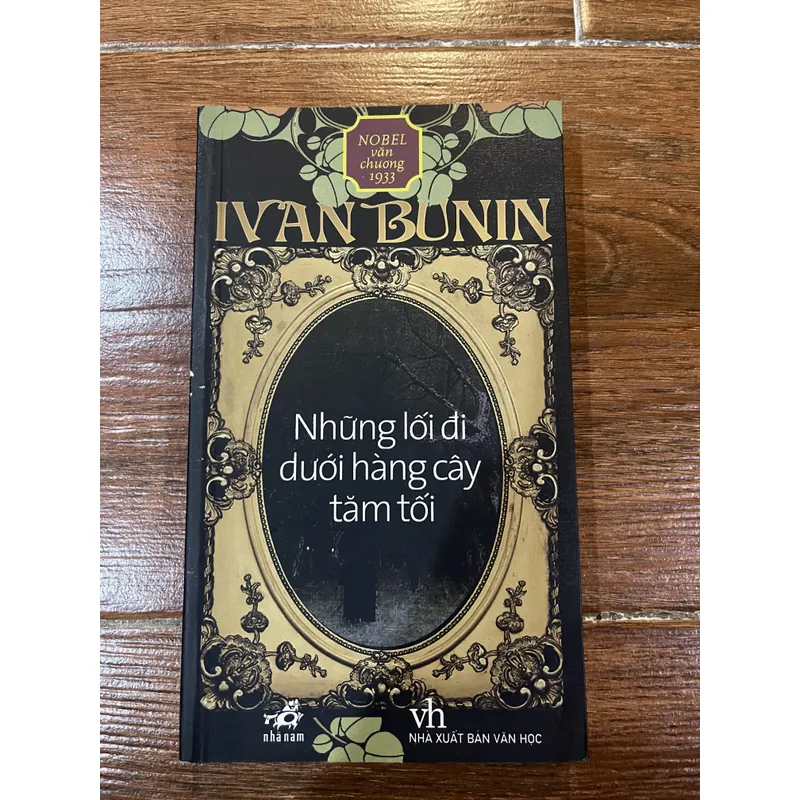 NOBEL
văn
chương
1933
IVAN BUNIN
Những lối đi
dưới hàng cây
tăm tối
nhã nam
vh
NHÀ XUẤT BẢN VĂN HỌC